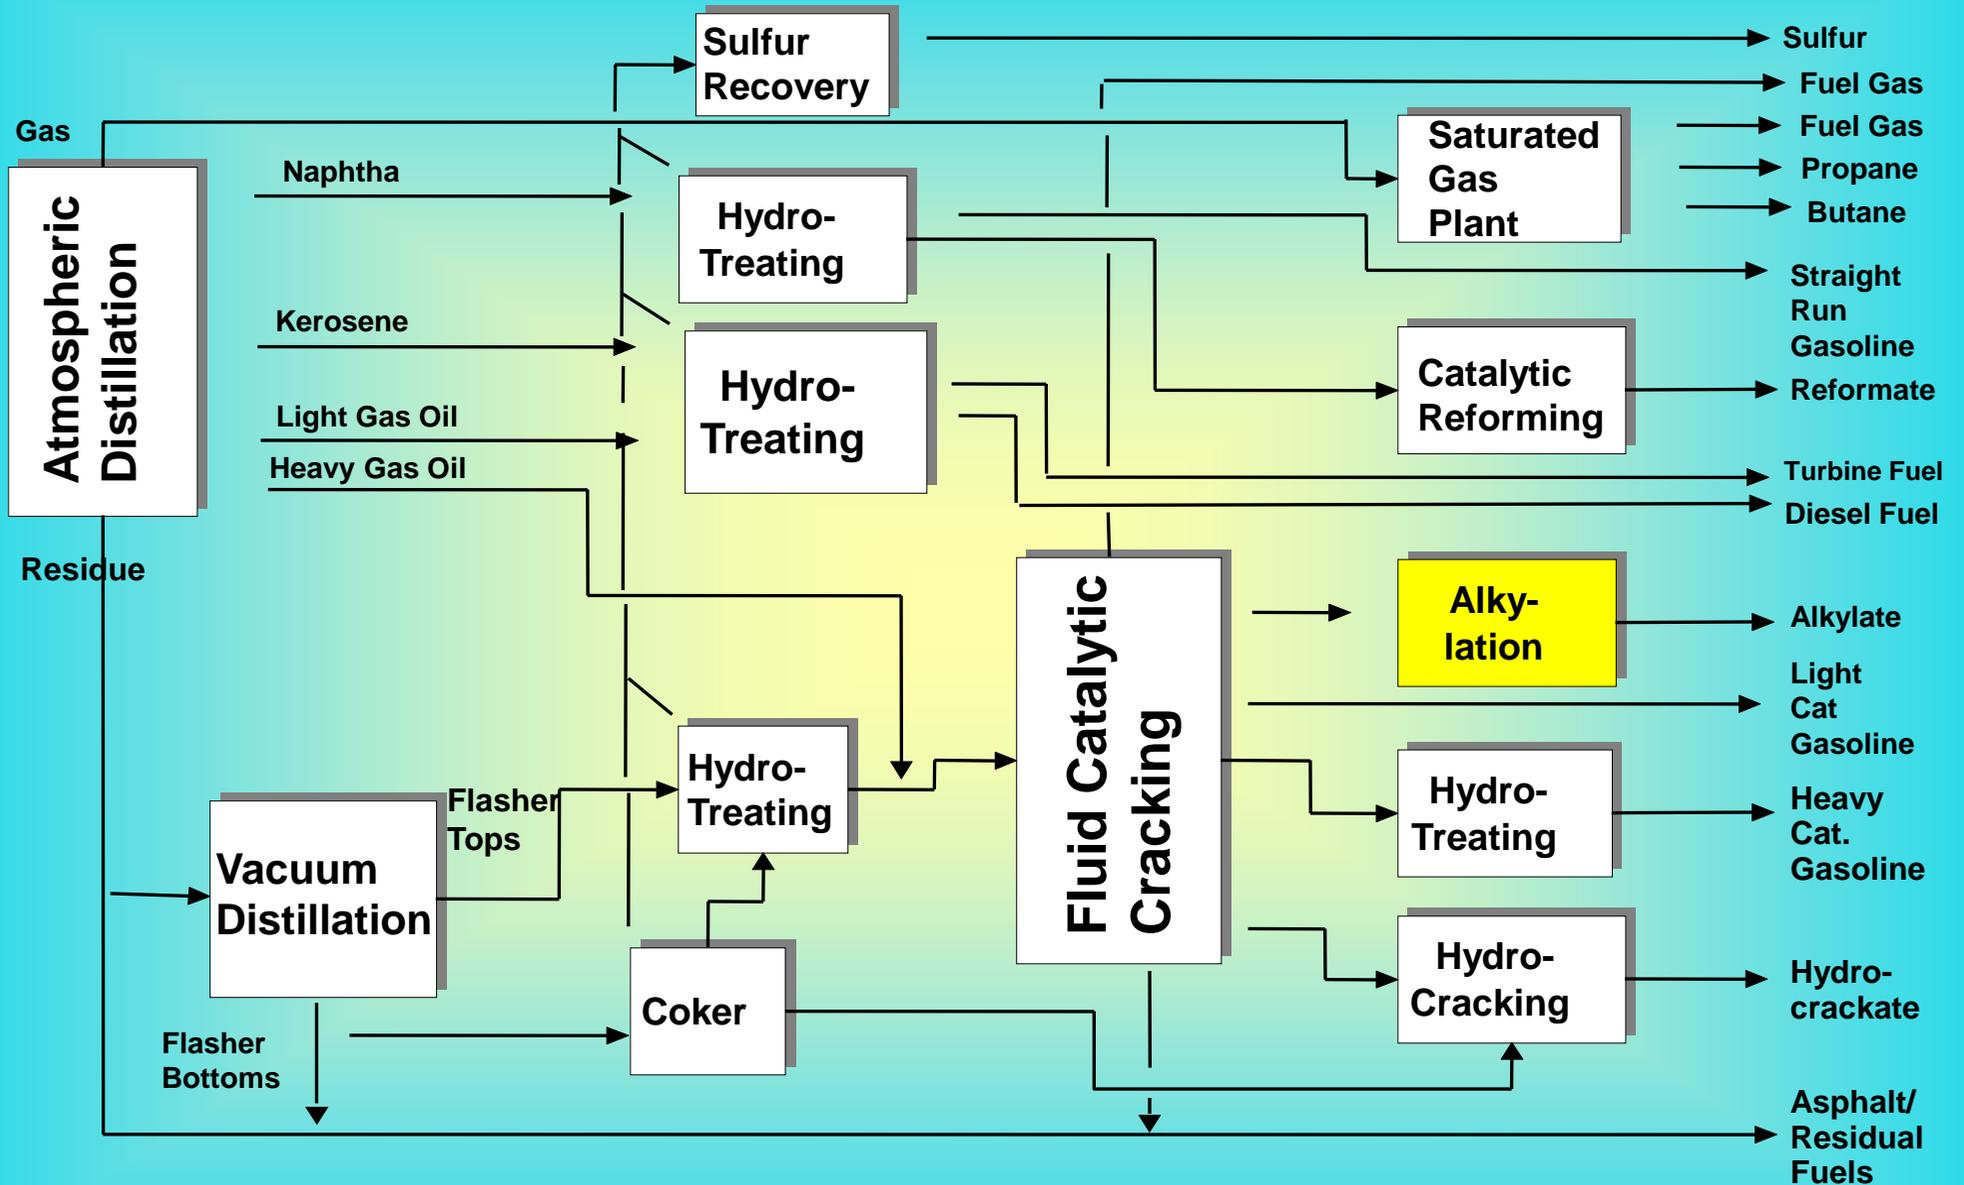 Sulfur
Recovery
Sulfur
Fuel Gas
Gas
Saturated
Gas
Plant
Fuel Gas
Propane
Butane
Naphtha
Hydro-
Treating
Atmospheric
Distillation
Straight
Run
Gasoline
Kerosene
Hydro-
Treating
Catalytic
Reforming
Reformate
Light Gas Oil
Heavy Gas Oil
Turbine Fuel
Diesel Fuel
Residue
Fluid Catalytic
Cracking
Alky-
lation
Alkylate
Light
Cat
Gasoline
Hydro-
Treating
Flasher
Tops
Hydro-
Treating
Heavy
Cat.
Gasoline
Vacuum
Distillation
Coker
Hydro-
Cracking
Hydro-
crackate
Flasher
Bottoms
Asphalt/
Residual
Fuels